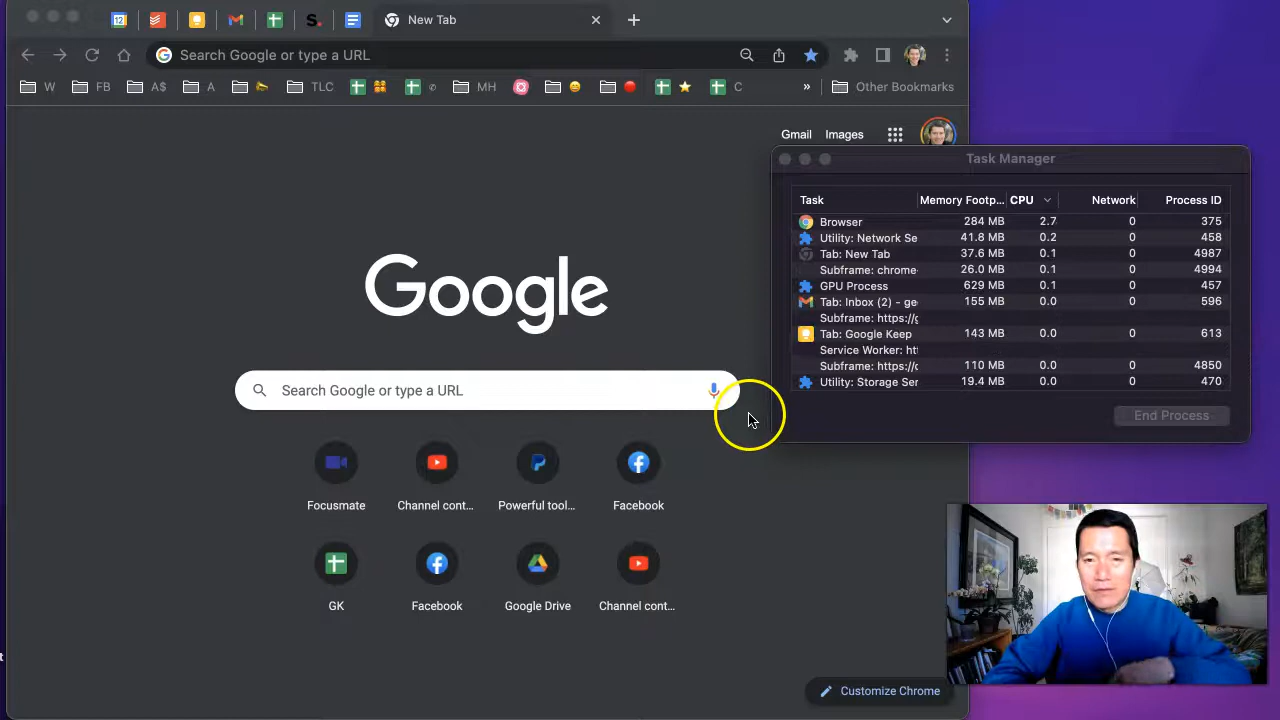 12
S.
New Tab
Search Google or type a URL
W
FB
A$
A
TLC
MH
C
»
Other Bookmarks
Gmail
Images
Google
Search Google or type a URL
Focusmate
Channel cont...
Powerful tool...
Facebook
GK
Facebook
Google Drive
Channel cont...
Customize Chrome
Task Manager
Task Memory Footp... CPU Network Process ID
Browser 284 MB 2.7 0 375
Utility: Network Se 41.8 MB 0.2 0 458
Tab: New Tab 37.6 MB 0.1 0 4987
Subframe: chrome- 26.0 MB 0.1 0 4994
GPU Process 629 MB 0.1 0 457
Tab: Inbox (2) - ge 155 MB 0.0 0 596
Subframe: https://g
Tab: Google Keep 143 MB 0.0 0 613
Service Worker: htt
Subframe: https://c 110 MB 0.0 0 4850
Utility: Storage Ser 19.4 MB 0.0 0 470
End Process
t